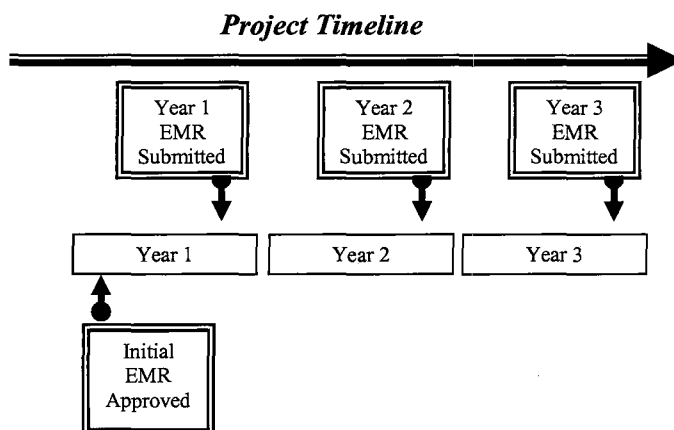 Project Timeline
Year 1
EMR
Submitted
Year 2
EMR
Submitted
Year 3
EMR
Submitted
Year 1
Year 2
Year 3
Initial
EMR
Approved